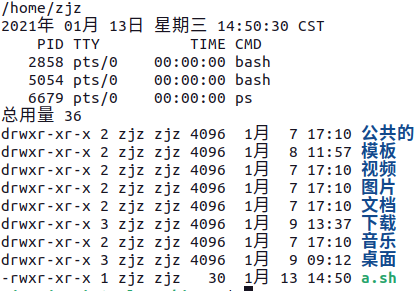 /home/zjz
2021年 01月 13日 星期三 14:50:30 CST
    PID TTY          TIME CMD
   2858 pts/0    00:00:00 bash
   5054 pts/0    00:00:00 bash
   6679 pts/0    00:00:00 ps
总用量 36
drwxr-xr-x 2 zjz zjz 4096  1月  7 17:10 公共的
drwxr-xr-x 2 zjz zjz 4096  1月  8 11:57 模板
drwxr-xr-x 2 zjz zjz 4096  1月  7 17:10 视频
drwxr-xr-x 2 zjz zjz 4096  1月  7 17:10 图片
drwxr-xr-x 2 zjz zjz 4096  1月  7 17:10 文档
drwxr-xr-x 3 zjz zjz 4096  1月  9 13:37 下载
drwxr-xr-x 2 zjz zjz 4096  1月  7 17:10 音乐
drwxr-xr-x 3 zjz zjz 4096  1月  9 09:12 桌面
-rwxr-xr-x 1 zjz zjz   30  1月 13 14:50 a.sh